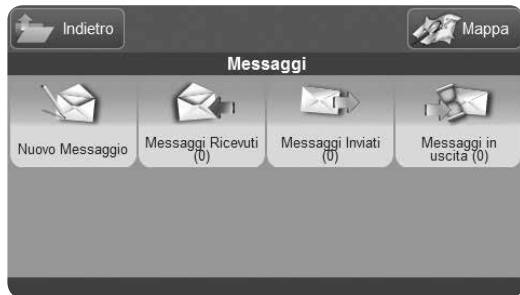 Indietro
Mappa
Messaggi
Nuovo Messaggio
Messaggi Ricevuti
(0)
Messaggi Inviati
(0)
Messaggi in
uscita (0)